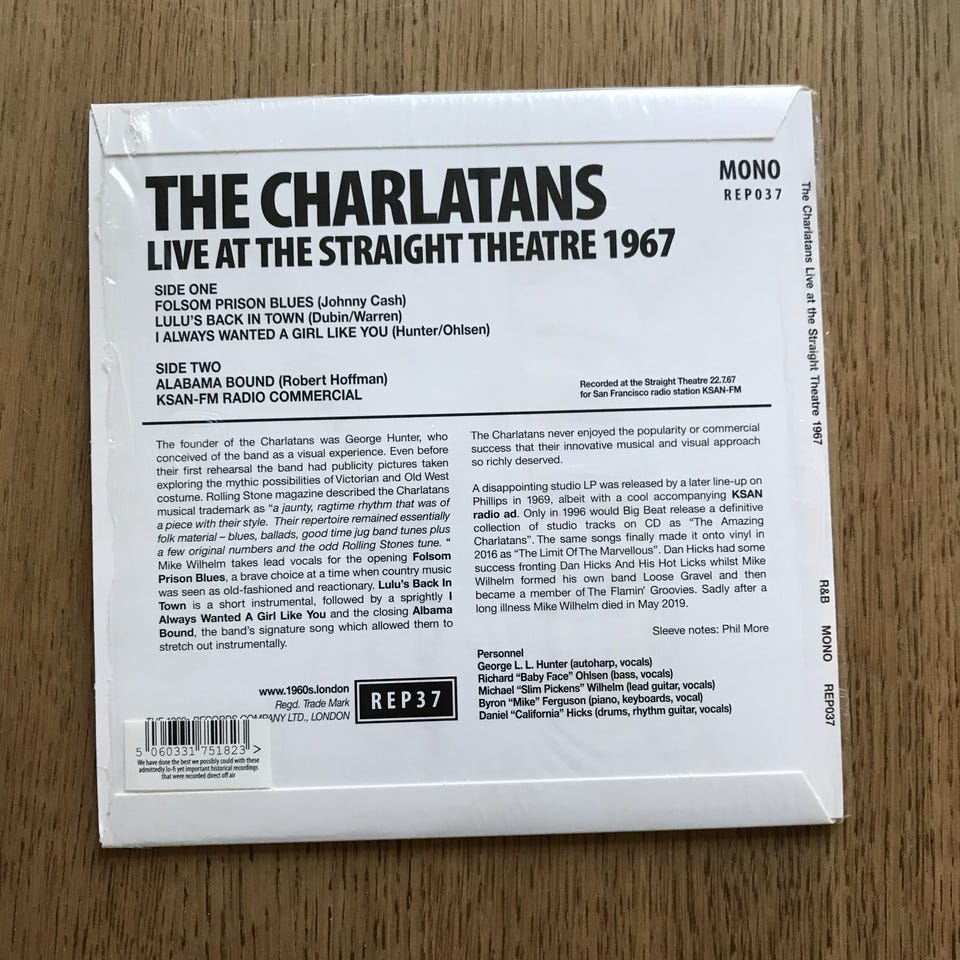 THE CHARLATANS
LIVE AT THE STRAIGHT THEATRE 1967
MONO
REP037
SIDE ONE
FOLSOM PRISON BLUES (Johnny Cash)
LULU'S BACK IN TOWN (Dubin/Warren)
I ALWAYS WANTED A GIRL LIKE YOU (Hunter/Ohlsen)
SIDE TWO
ALABAMA BOUND (Robert Hoffman)
KSAN-FM RADIO COMMERCIAL
Recorded at the Straight Theatre 22.7.67
for San Francisco radio station KSAN-FM
The founder of the Charlatans was George Hunter, who
conceived of the band as a visual experience. Even before
their first rehearsal the band had publicity pictures taken
exploring the mythic possibilities of Victorian and Old West
costume. Rolling Stone magazine described the Charlatans
musical trademark as "a jaunty, ragtime rhythm that was of
a piece with their style. Their repertoire remained essentially
folk material – blues, ballads, good time jug band tunes plus
a few original numbers and the odd Rolling Stones tune. "
Mike Wilhelm takes lead vocals for the opening Folsom
Prison Blues, a brave choice at a time when country music
was seen as old-fashioned and reactionary. Lulu's Back In
Town is a short instrumental, followed by a sprightly I
Always Wanted A Girl Like You and the closing Albama
Bound, the band's signature song which allowed them to
stretch out instrumentally.
The Charlatans never enjoyed the popularity or commercial
success that their innovative musical and visual approach
so richly deserved.
A disappointing studio LP was released by a later line-up on
Phillips in 1969, albeit with a cool accompanying KSAN
radio ad. Only in 1996 would Big Beat release a definitive
collection of studio tracks on CD as "The Amazing
Charlatans". The same songs finally made it onto vinyl in
2016 as "The Limit Of The Marvellous". Dan Hicks had some
success fronting Dan Hicks And His Hot Licks whilst Mike
Wilhelm formed his own band Loose Gravel and then
became a member of The Flamin' Groovies. Sadly after a
long illness Mike Wilhelm died in May 2019.
Sleeve notes: Phil More
Personnel
George L. L. Hunter (autoharp, vocals)
Richard "Baby Face" Ohlsen (bass, vocals)
Michael "Slim Pickens" Wilhelm (lead guitar, vocals)
Byron "Mike" Ferguson (piano, keyboards, vocal)
Daniel "California" Hicks (drums, rhythm guitar, vocals)
www.1960s.london
Regd. Trade Mark
THE 1960s RECORDS COMPANY LTD., LONDON
REP37
5 060331 751823 >
We have done the best we possibly could with these
admittedly lo-fi yet important historical recordings
that were recorded direct off air
The Charlatans Live at the Straight Theatre 1967
R&B
MONO
REP037